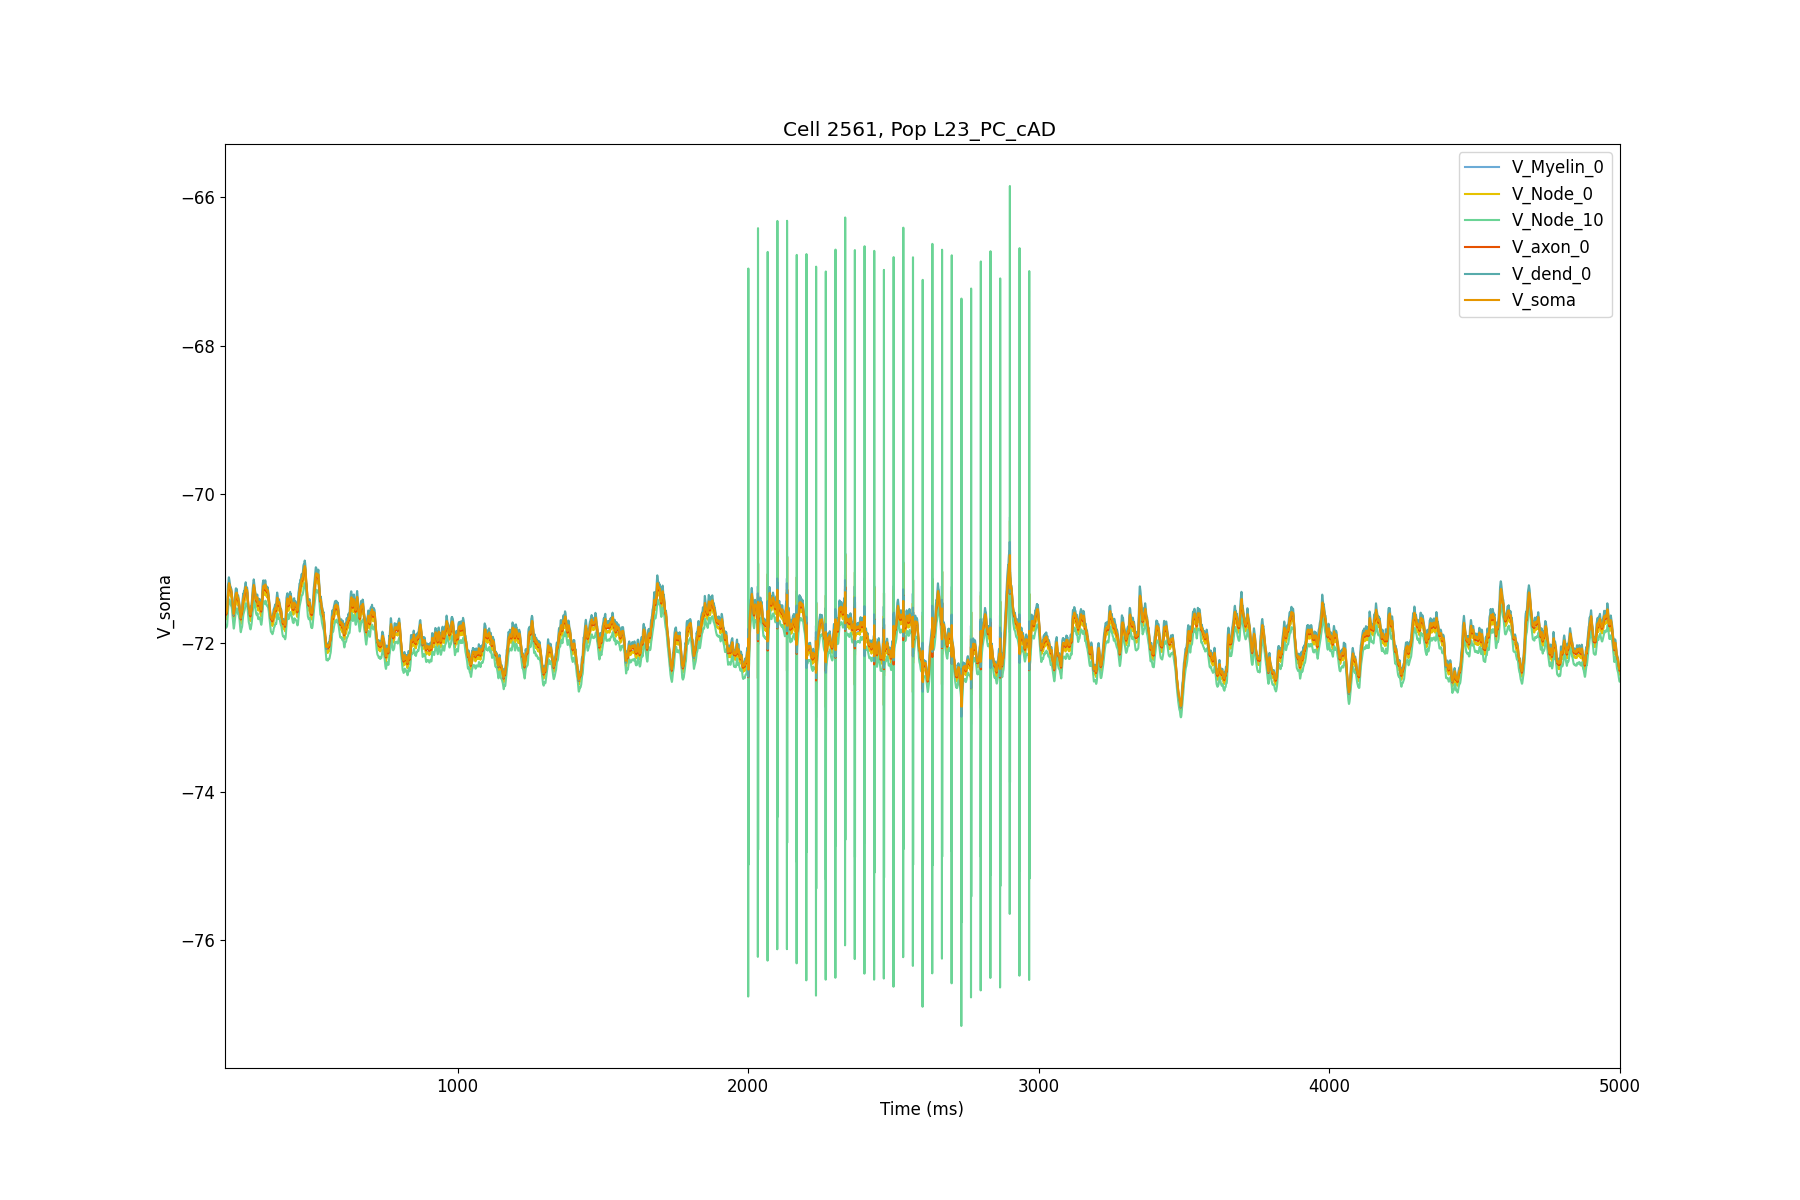 Cell 2561, Pop L23_PC_cAD
V_Myelin_0
V_Node_0
V_Node_10
V_axon_0
V_dend_0
V_soma
−66
−68
−70
−72
−74
−76
V_soma
1000 2000 3000 4000 5000
Time (ms)